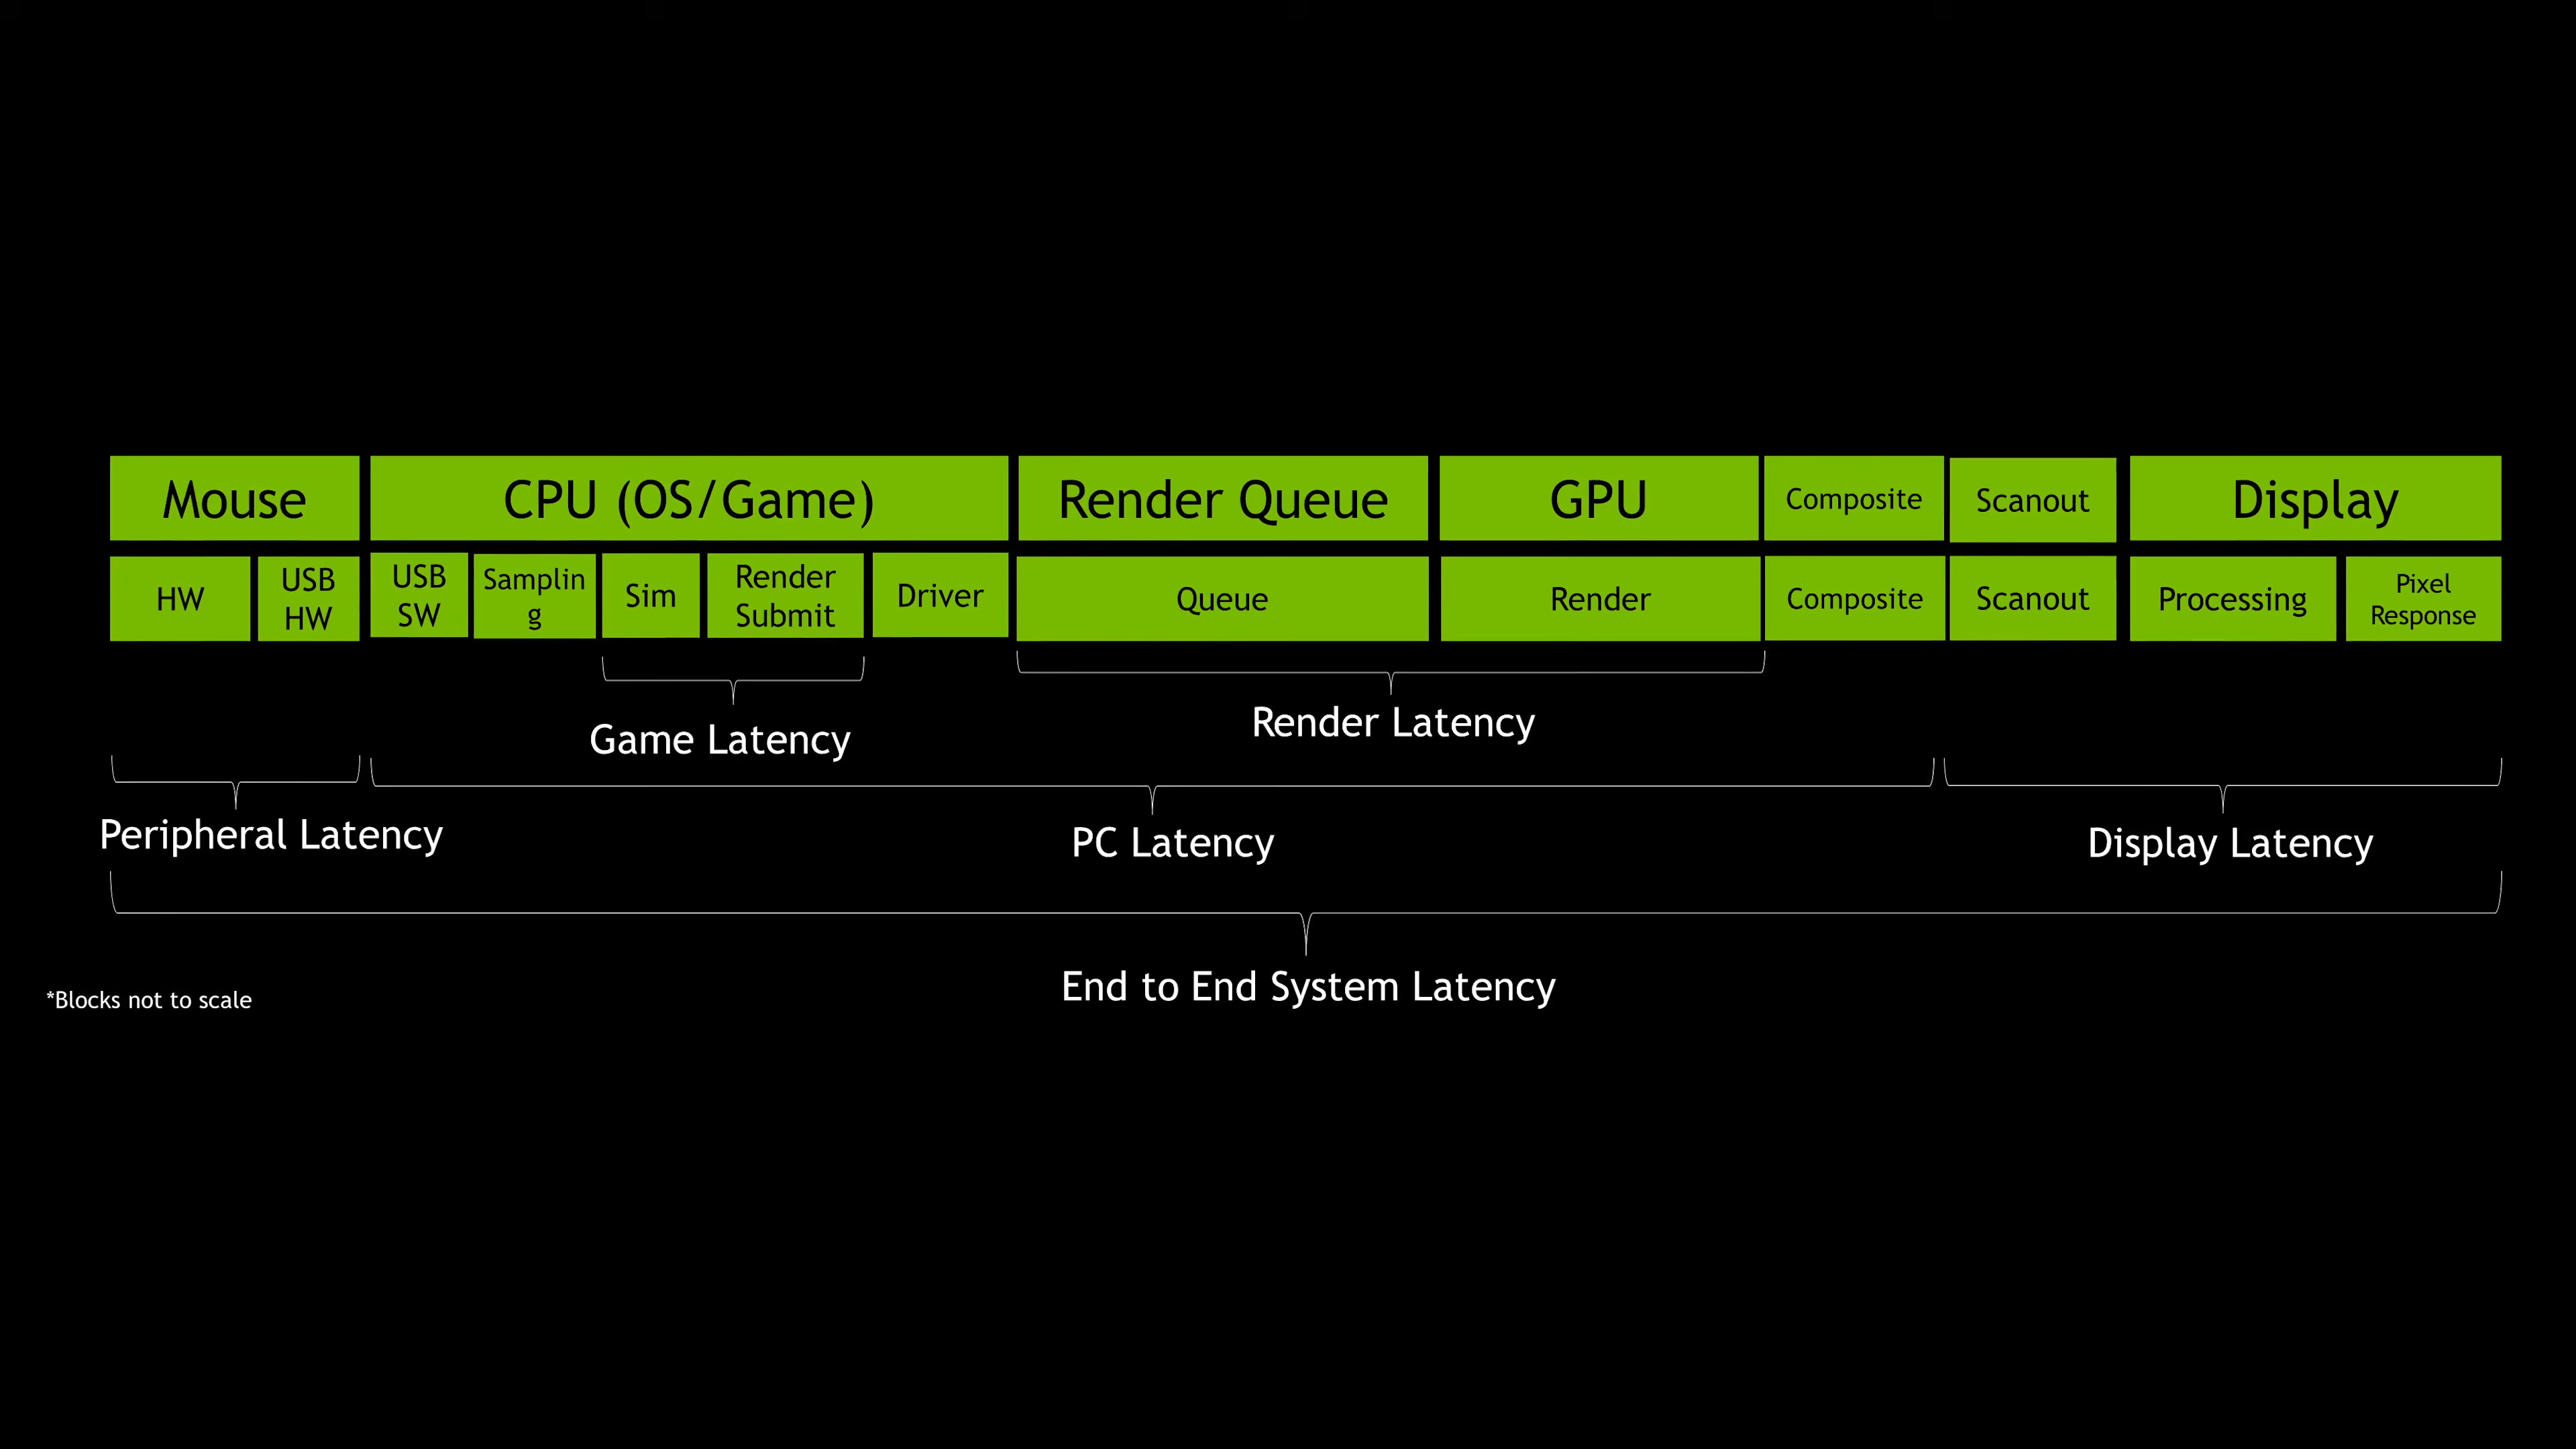 Mouse
CPU (OS/Game)
Render Queue
GPU
Composite
Scanout
Display
HW
USB
HW
USB
SW
Samplin
g
Sim
Render
Submit
Driver
Queue
Render
Composite
Scanout
Processing
Pixel
Response
Game Latency
Render Latency
Peripheral Latency
PC Latency
Display Latency
End to End System Latency
*Blocks not to scale